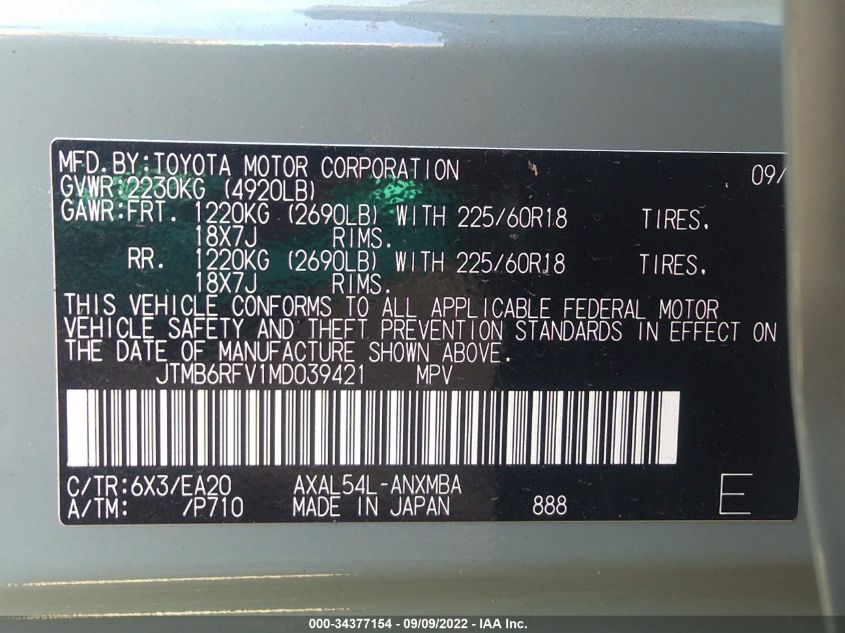 MFD.BY:TOYOTA MOTOR CORPORATION 09/
GVWR:2230KG (4920LB)
GAWR:FRT. 1220KG (2690LB) WITH 225/60R18 TIRES,
18X7J RIMS.
RR. 1220KG (2690LB) WITH 225/60R18 TIRES,
18X7J RIMS.
THIS VEHICLE CONFORMS TO ALL APPLICABLE FEDERAL MOTOR
VEHICLE SAFETY AND THEFT PREVENTION STANDARDS IN EFFECT ON
THE DATE OF MANUFACTURE SHOWN ABOVE.
JTMB6RFV1MD039421 MPV
C/TR:6X3/EA20 AXAL54L-ANXMBA
A/TM: /P710 MADE IN JAPAN 888 E
000-34377154 - 09/09/2022 - IAA Inc.